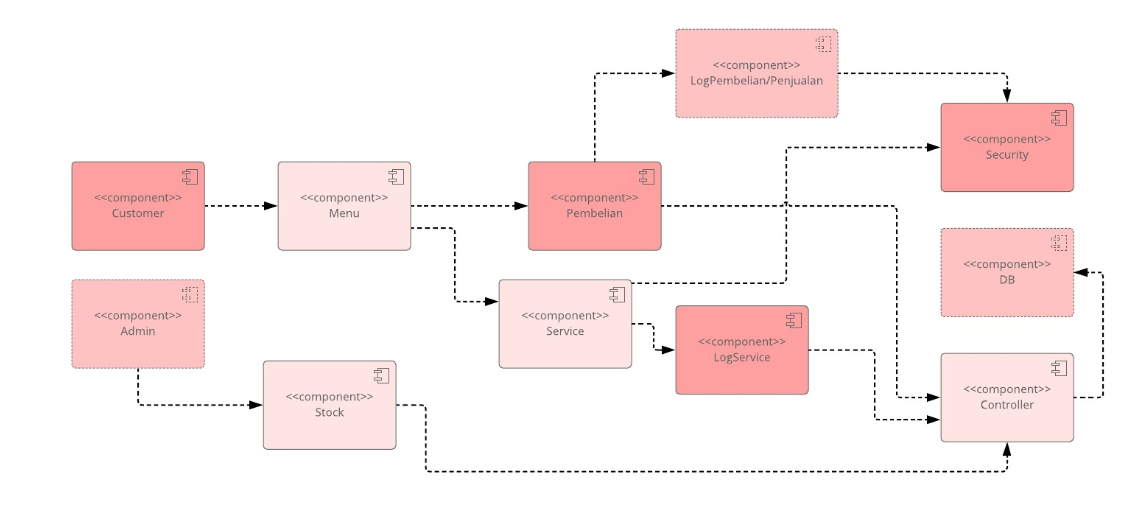 <<component>>
LogPembelian/Penjualan
<<component>>
Security
<<component>>
Customer
<<component>>
Menu
<<component>>
Pembelian
<<component>>
DB
<<component>>
Admin
<<component>>
Service
<<component>>
LogService
<<component>>
Stock
<<component>>
Controller